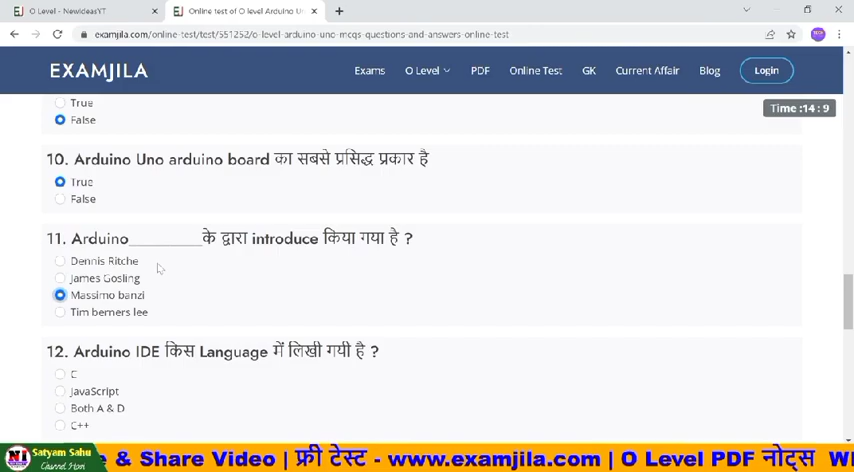 O Level - NewideasYT
Online test of O level Arduino Un
examjila.com/online-test/test/551252/o-level-arduino-uno-mcqs-questions-and-answers-online-test
EXAMJILA
Exams O Level PDF Online Test GK Current Affair Blog Login
Time :14 : 9
True
False
10. Arduino Uno arduino board का सबसे प्रसिद्ध प्रकार है
True
False
11. Arduino__________के द्वारा introduce किया गया है ?
Dennis Ritche
James Gosling
Massimo banzi
Tim berners lee
12. Arduino IDE किस Language में लिखी गयी है ?
C
JavaScript
Both A & D
C++
Satyam Sahu
e & Share Video | फ्री टेस्ट - www.examjila.com | O Level PDF नोट्स W